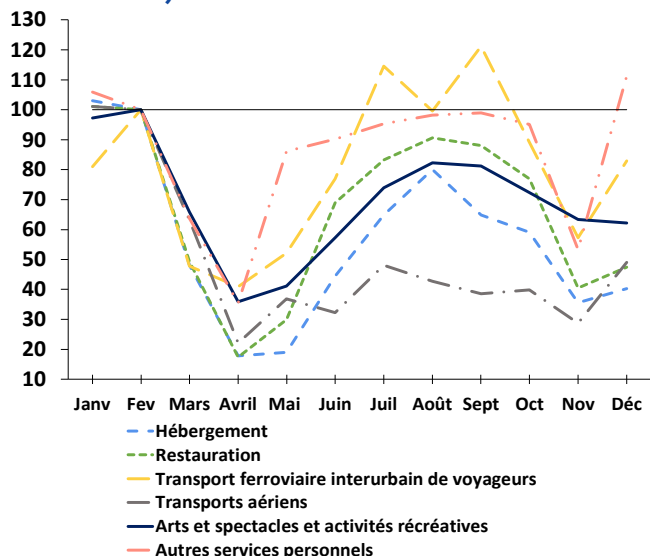 130
120
110
100
90
80
70
60
50
40
30
20
10
Janv Fev Mars Avril Mai Juin Juil Août Sept Oct Nov Déc
Hébergement
Restauration
Transport ferroviaire interurbain de voyageurs
Transports aériens
Arts et spectacles et activités récréatives
Autres services personnels